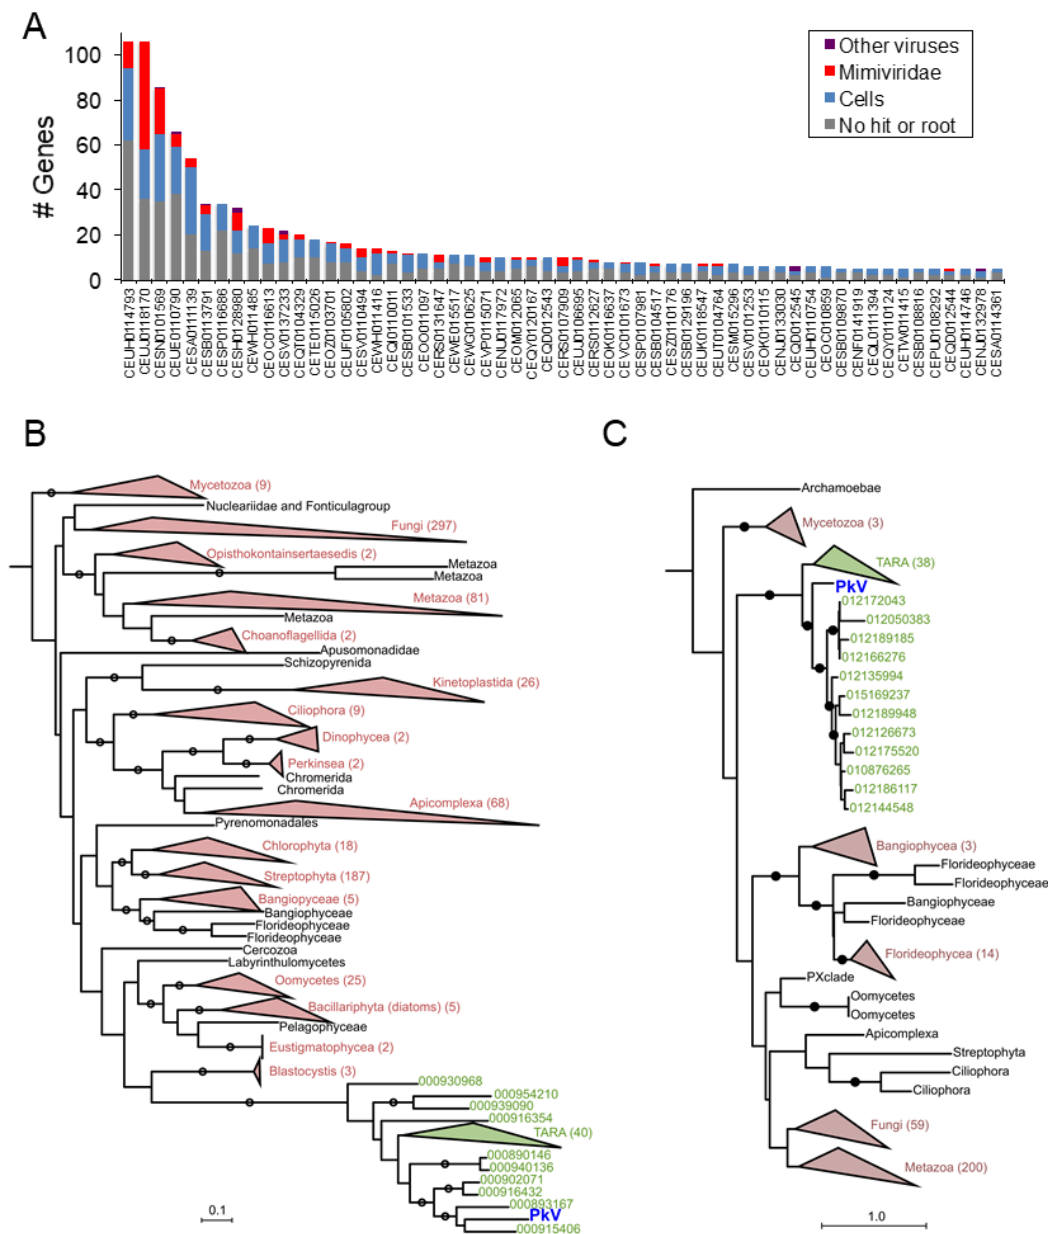 A
Other viruses
Mimiviridae
Cells
No hit or root
# Genes
100
80
60
40
20
0
CEUH0114793
CEUJ0118170
CESN0101569
CEUE0110790
CESA0111139
CESB0113791
CESP0116686
CESH0128980
CEWH011485
CEOC0116613
CESV0137233
CEQT0104329
CETE0115026
CEOZ0103701
CEUF0105802
CESV0110494
CEWH011416
CEQI0110011
CESB0101533
CEOO011097
CERS0131647
CEWE015517
CEWG010625
CEVP0115071
CENJ0117972
CEOM012065
CEQY0120167
CEQD012543
CERS0107909
CEUJ0106695
CERS0112627
CEOK0116637
CEVC0101673
CESP0107981
CESB0104517
CESZ0110176
CESB0129196
CEUK0118547
CEUT0104764
CESM015296
CESV0101253
CEOK0110115
CENJ0133030
CEQD012545
CEUH0110754
CEOC0108659
CESB0109870
CENF0141919
CEQL0111394
CEQY0110124
CETW011415
CESB0108816
CEPU0108292
CEQD012544
CEUH0114746
CENJ0132978
CESA0114361
B
Mycetozoa (9)
Nucleariidae and Fonticulagroup
Fungi (297)
Opisthokontainsertaesedis (2)
Metazoa
Metazoa
Metazoa (81)
Metazoa
Choanoflagellida (2)
Apusomonadidae
Schizopyrenida
Kinetoplastida (26)
Ciliophora (9)
Dinophycea (2)
Perkinsea (2)
Chromerida
Chromerida
Apicomplexa (68)
Pyrenomonadales
Chlorophyta (18)
Streptophyta (187)
Bangiopyceae (5)
Bangiophyceae
Florideophyceae
Florideophyceae
Cercozoa
Labyrinthulomycetes
Oomycetes (25)
Bacillariphyta (diatoms) (5)
Pelagophyceae
Eustigmatophycea (2)
Blastocystis (3)
000930968
000954210
000939090
000916354
TARA (40)
000890146
000940136
000902071
000916432
000893167
PkV
000915406
0.1
C
Archamoebae
Mycetozoa (3)
TARA (38)
PkV
012172043
012050383
012189185
012166276
012135994
015169237
012189948
012126673
012175520
010876265
012186117
012144548
Bangiophycea (3)
Florideophyceae
Florideophyceae
Bangiophyceae
Florideophyceae
Florideophycea (14)
PXclade
Oomycetes
Oomycetes
Apicomplexa
Streptophyta
Ciliophora
Ciliophora
Fungi (59)
Metazoa (200)
1.0